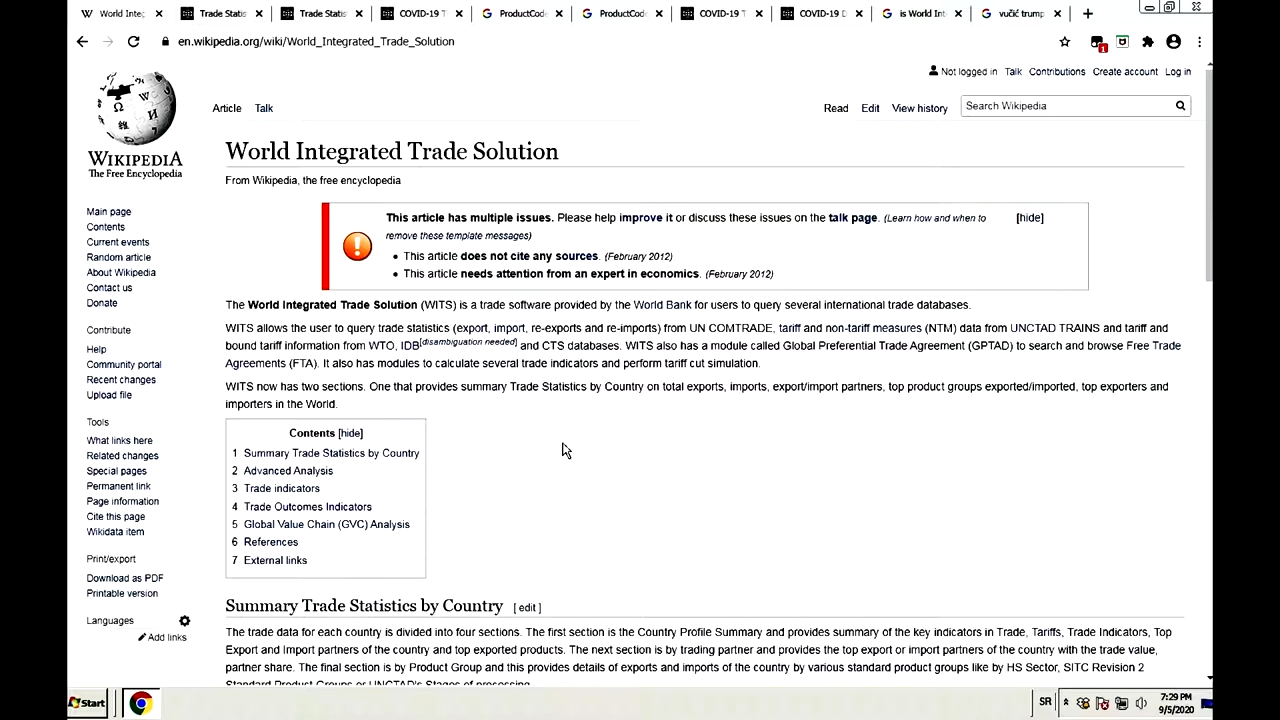 World Integ
Trade Statis
Trade Statis
COVID-19 T
ProductCod
ProductCod
COVID-19 T
COVID-19 D
is World Int
vučić trump
en.wikipedia.org/wiki/World_Integrated_Trade_Solution
1
Not logged in Talk Contributions Create account Log in
Article Talk
Read Edit View history
Search Wikipedia
WIKIPEDIA
The Free Encyclopedia
World Integrated Trade Solution
From Wikipedia, the free encyclopedia
This article has multiple issues. Please help improve it or discuss these issues on the talk page. (Learn how and when to [hide]
remove these template messages)
• This article does not cite any sources. (February 2012)
• This article needs attention from an expert in economics. (February 2012)
The World Integrated Trade Solution (WITS) is a trade software provided by the World Bank for users to query several international trade databases.
WITS allows the user to query trade statistics (export, import, re-exports and re-imports) from UN COMTRADE, tariff and non-tariff measures (NTM) data from UNCTAD TRAINS and tariff and
bound tariff information from WTO, IDB[disambiguation needed] and CTS databases. WITS also has a module called Global Preferential Trade Agreement (GPTAD) to search and browse Free Trade
Agreements (FTA). It also has modules to calculate several trade indicators and perform tariff cut simulation.
WITS now has two sections. One that provides summary Trade Statistics by Country on total exports, imports, export/import partners, top product groups exported/imported, top exporters and
importers in the World.
Contents [hide]
1 Summary Trade Statistics by Country
2 Advanced Analysis
3 Trade indicators
4 Trade Outcomes Indicators
5 Global Value Chain (GVC) Analysis
6 References
7 External links
Summary Trade Statistics by Country [ edit ]
The trade data for each country is divided into four sections. The first section is the Country Profile Summary and provides summary of the key indicators in Trade, Tariffs, Trade Indicators, Top
Export and Import partners of the country and top exported products. The next section is by trading partner and provides the top export or import partners of the country with the trade value,
partner share. The final section is by Product Group and this provides details of exports and imports of the country by various standard product groups like by HS Sector, SITC Revision 2
Standard Product Groups or UNCTAD's Stages of processing.
Main page
Contents
Current events
Random article
About Wikipedia
Contact us
Donate
Contribute
Help
Community portal
Recent changes
Upload file
Tools
What links here
Related changes
Special pages
Permanent link
Page information
Cite this page
Wikidata item
Print/export
Download as PDF
Printable version
Languages
Add links
Start
SR
7:29 PM
9/5/2020